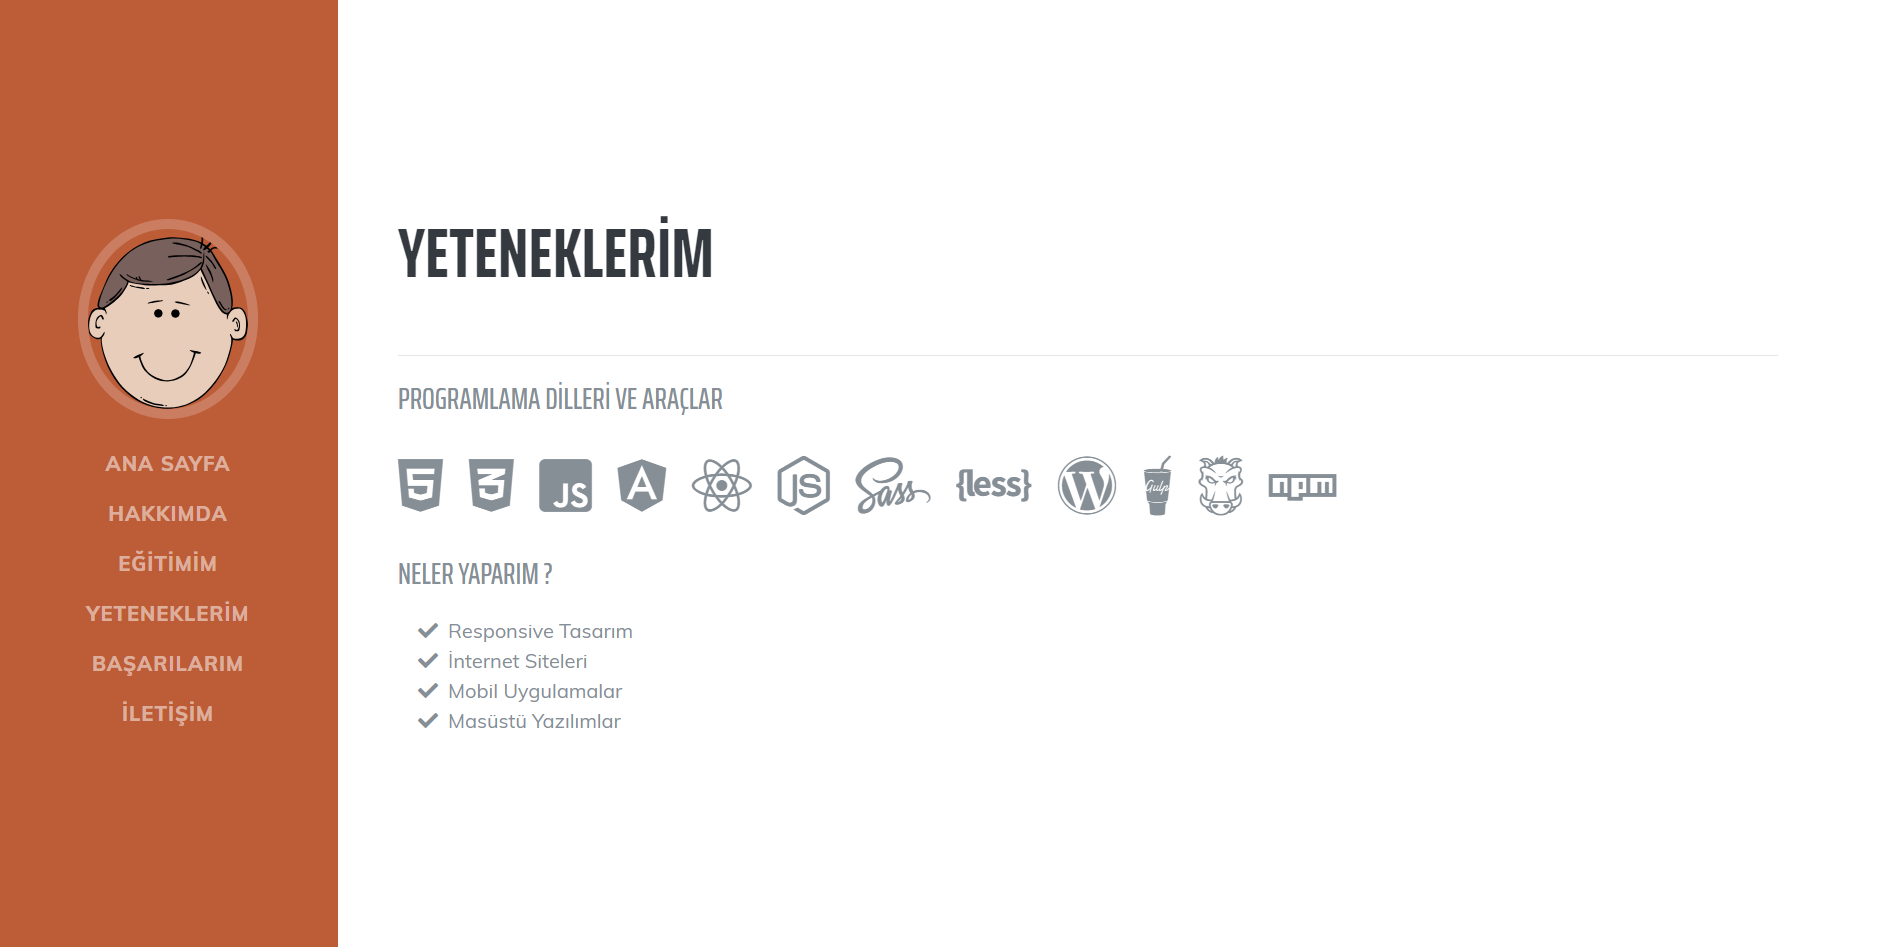 ANA SAYFA
HAKKIMDA
EĞİTİMİM
YETENEKLERİM
BAŞARILARIM
İLETİŞİM
YETENEKLERİM
PROGRAMLAMA DİLLERİ VE ARAÇLAR
5 3 JS A JS Sass {less} W Gulp npm
NELER YAPARIM ?
Responsive Tasarım
İnternet Siteleri
Mobil Uygulamalar
Masüstü Yazılımlar